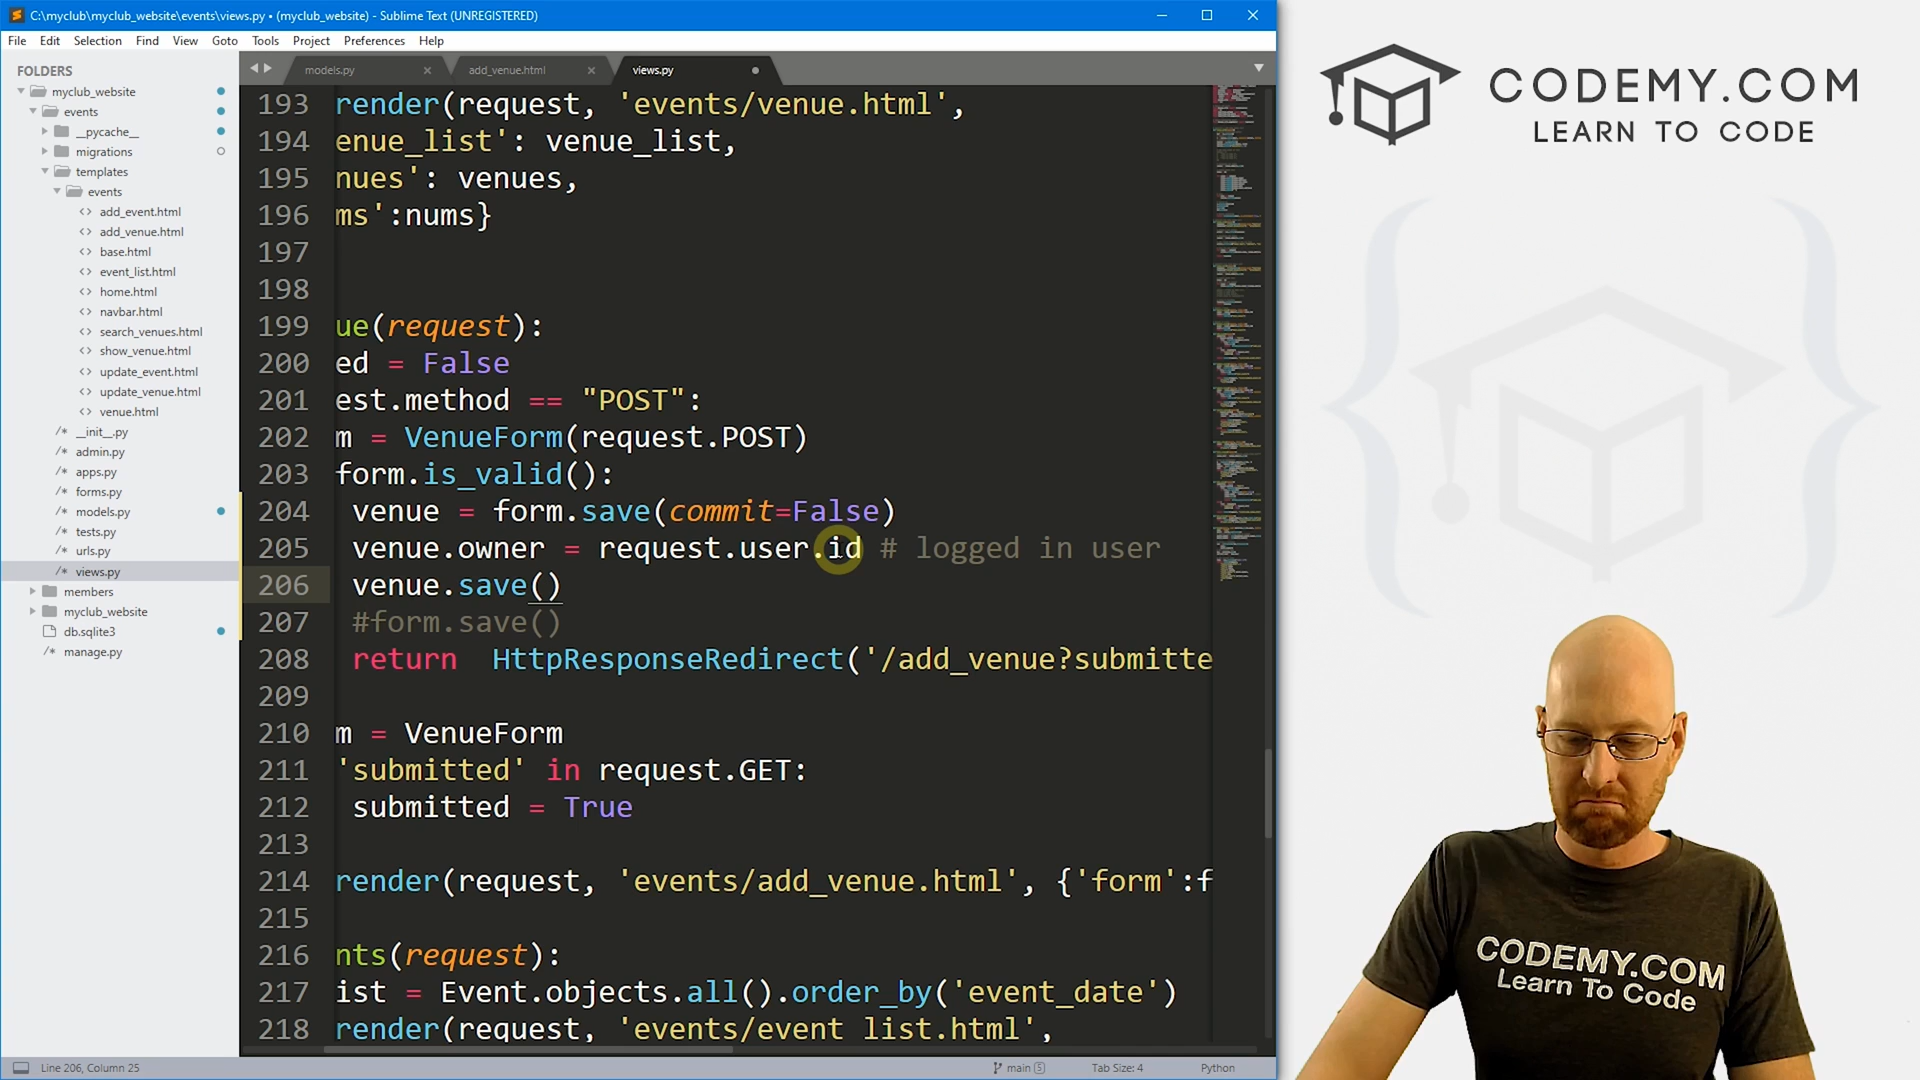 C:\myclub\myclub_website\events\views.py • (myclub_website) - Sublime Text (UNREGISTERED)
File Edit Selection Find View Goto Tools Project Preferences Help
FOLDERS
myclub_website
events
__pycache__
migrations
templates
events
<> add_event.html
<> add_venue.html
<> base.html
<> event_list.html
<> home.html
<> navbar.html
<> search_venues.html
<> show_venue.html
<> update_event.html
<> update_venue.html
<> venue.html
/* __init__.py
/* admin.py
/* apps.py
/* forms.py
/* models.py
/* tests.py
/* urls.py
/* views.py
members
myclub_website
db.sqlite3
/* manage.py
models.py add_venue.html views.py
193 render(request, 'events/venue.html',
194 enue_list': venue_list,
195 nues': venues,
196 ms':nums}
197
198
199 ue(request):
200 ed = False
201 est.method == "POST":
202 m = VenueForm(request.POST)
203 form.is_valid():
204 venue = form.save(commit=False)
205 venue.owner = request.user.id # logged in user
206 venue.save()
207 #form.save()
208 return HttpResponseRedirect('/add_venue?submitte
209
210 m = VenueForm
211 'submitted' in request.GET:
212 submitted = True
213
214 render(request, 'events/add_venue.html', {'form':f
215
216 nts(request):
217 ist = Event.objects.all().order_by('event_date')
218 render(request, 'events/event_list.html',
Line 206, Column 25 main 5 Tab Size: 4 Python
CODEMY.COM
LEARN TO CODE
CODEMY.COM
Learn To Code